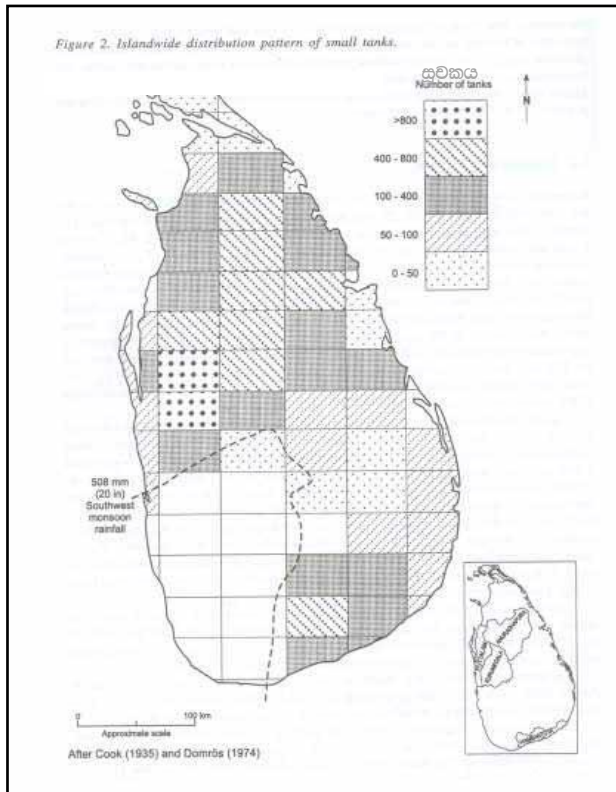 Figure 2. Islandwide distribution pattern of small tanks.
සූචකය
Number of tanks
N
>800
400 - 800
100 - 400
50 - 100
0 - 50
508 mm
(20 in)
Southwest
monsoon
rainfall
0 100 km
Approximate scale
After Cook (1935) and Domrös (1974)